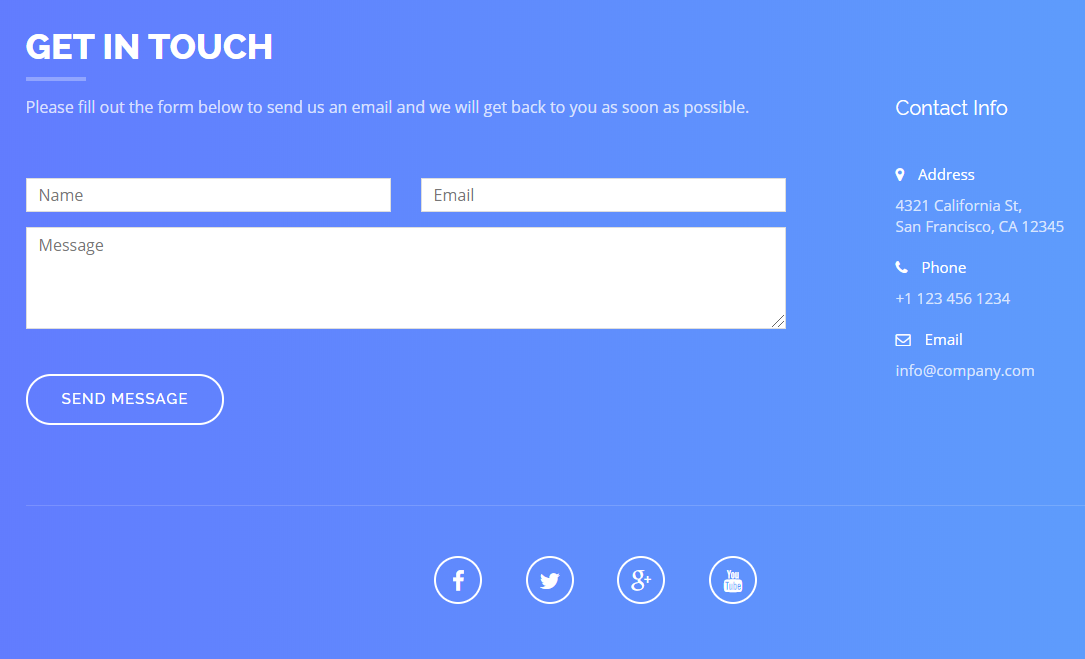 GET IN TOUCH
Please fill out the form below to send us an email and we will get back to you as soon as possible.
Name
Email
Message
SEND MESSAGE
Contact Info
Address
4321 California St,
San Francisco, CA 12345
Phone
+1 123 456 1234
Email
info@company.com
f
g+
You
Tube